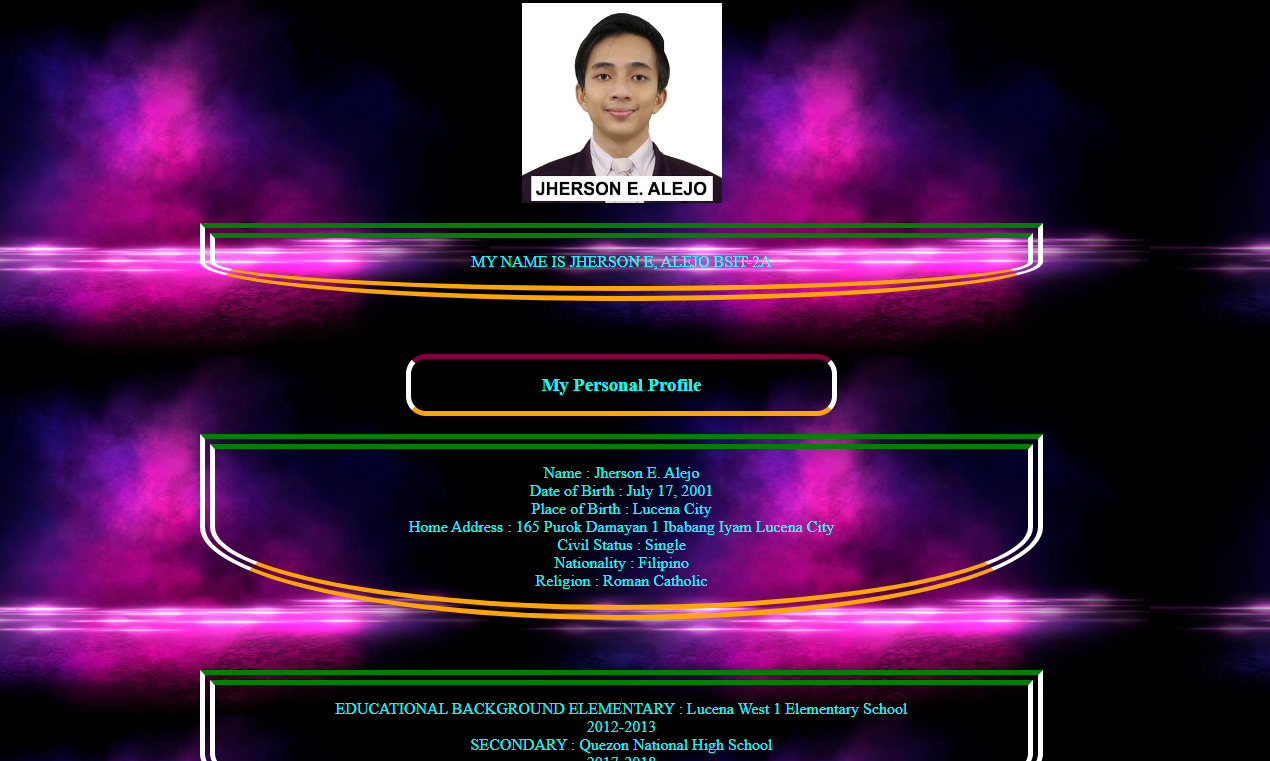 JHERSON E. ALEJO
MY NAME IS JHERSON E, ALEJO BSIT-2A
My Personal Profile
Name : Jherson E. Alejo
Date of Birth : July 17, 2001
Place of Birth : Lucena City
Home Address : 165 Purok Damayan 1 Ibabang Iyam Lucena City
Civil Status : Single
Nationality : Filipino
Religion : Roman Catholic
EDUCATIONAL BACKGROUND ELEMENTARY : Lucena West 1 Elementary School
2012-2013
SECONDARY : Quezon National High School
2017-2018